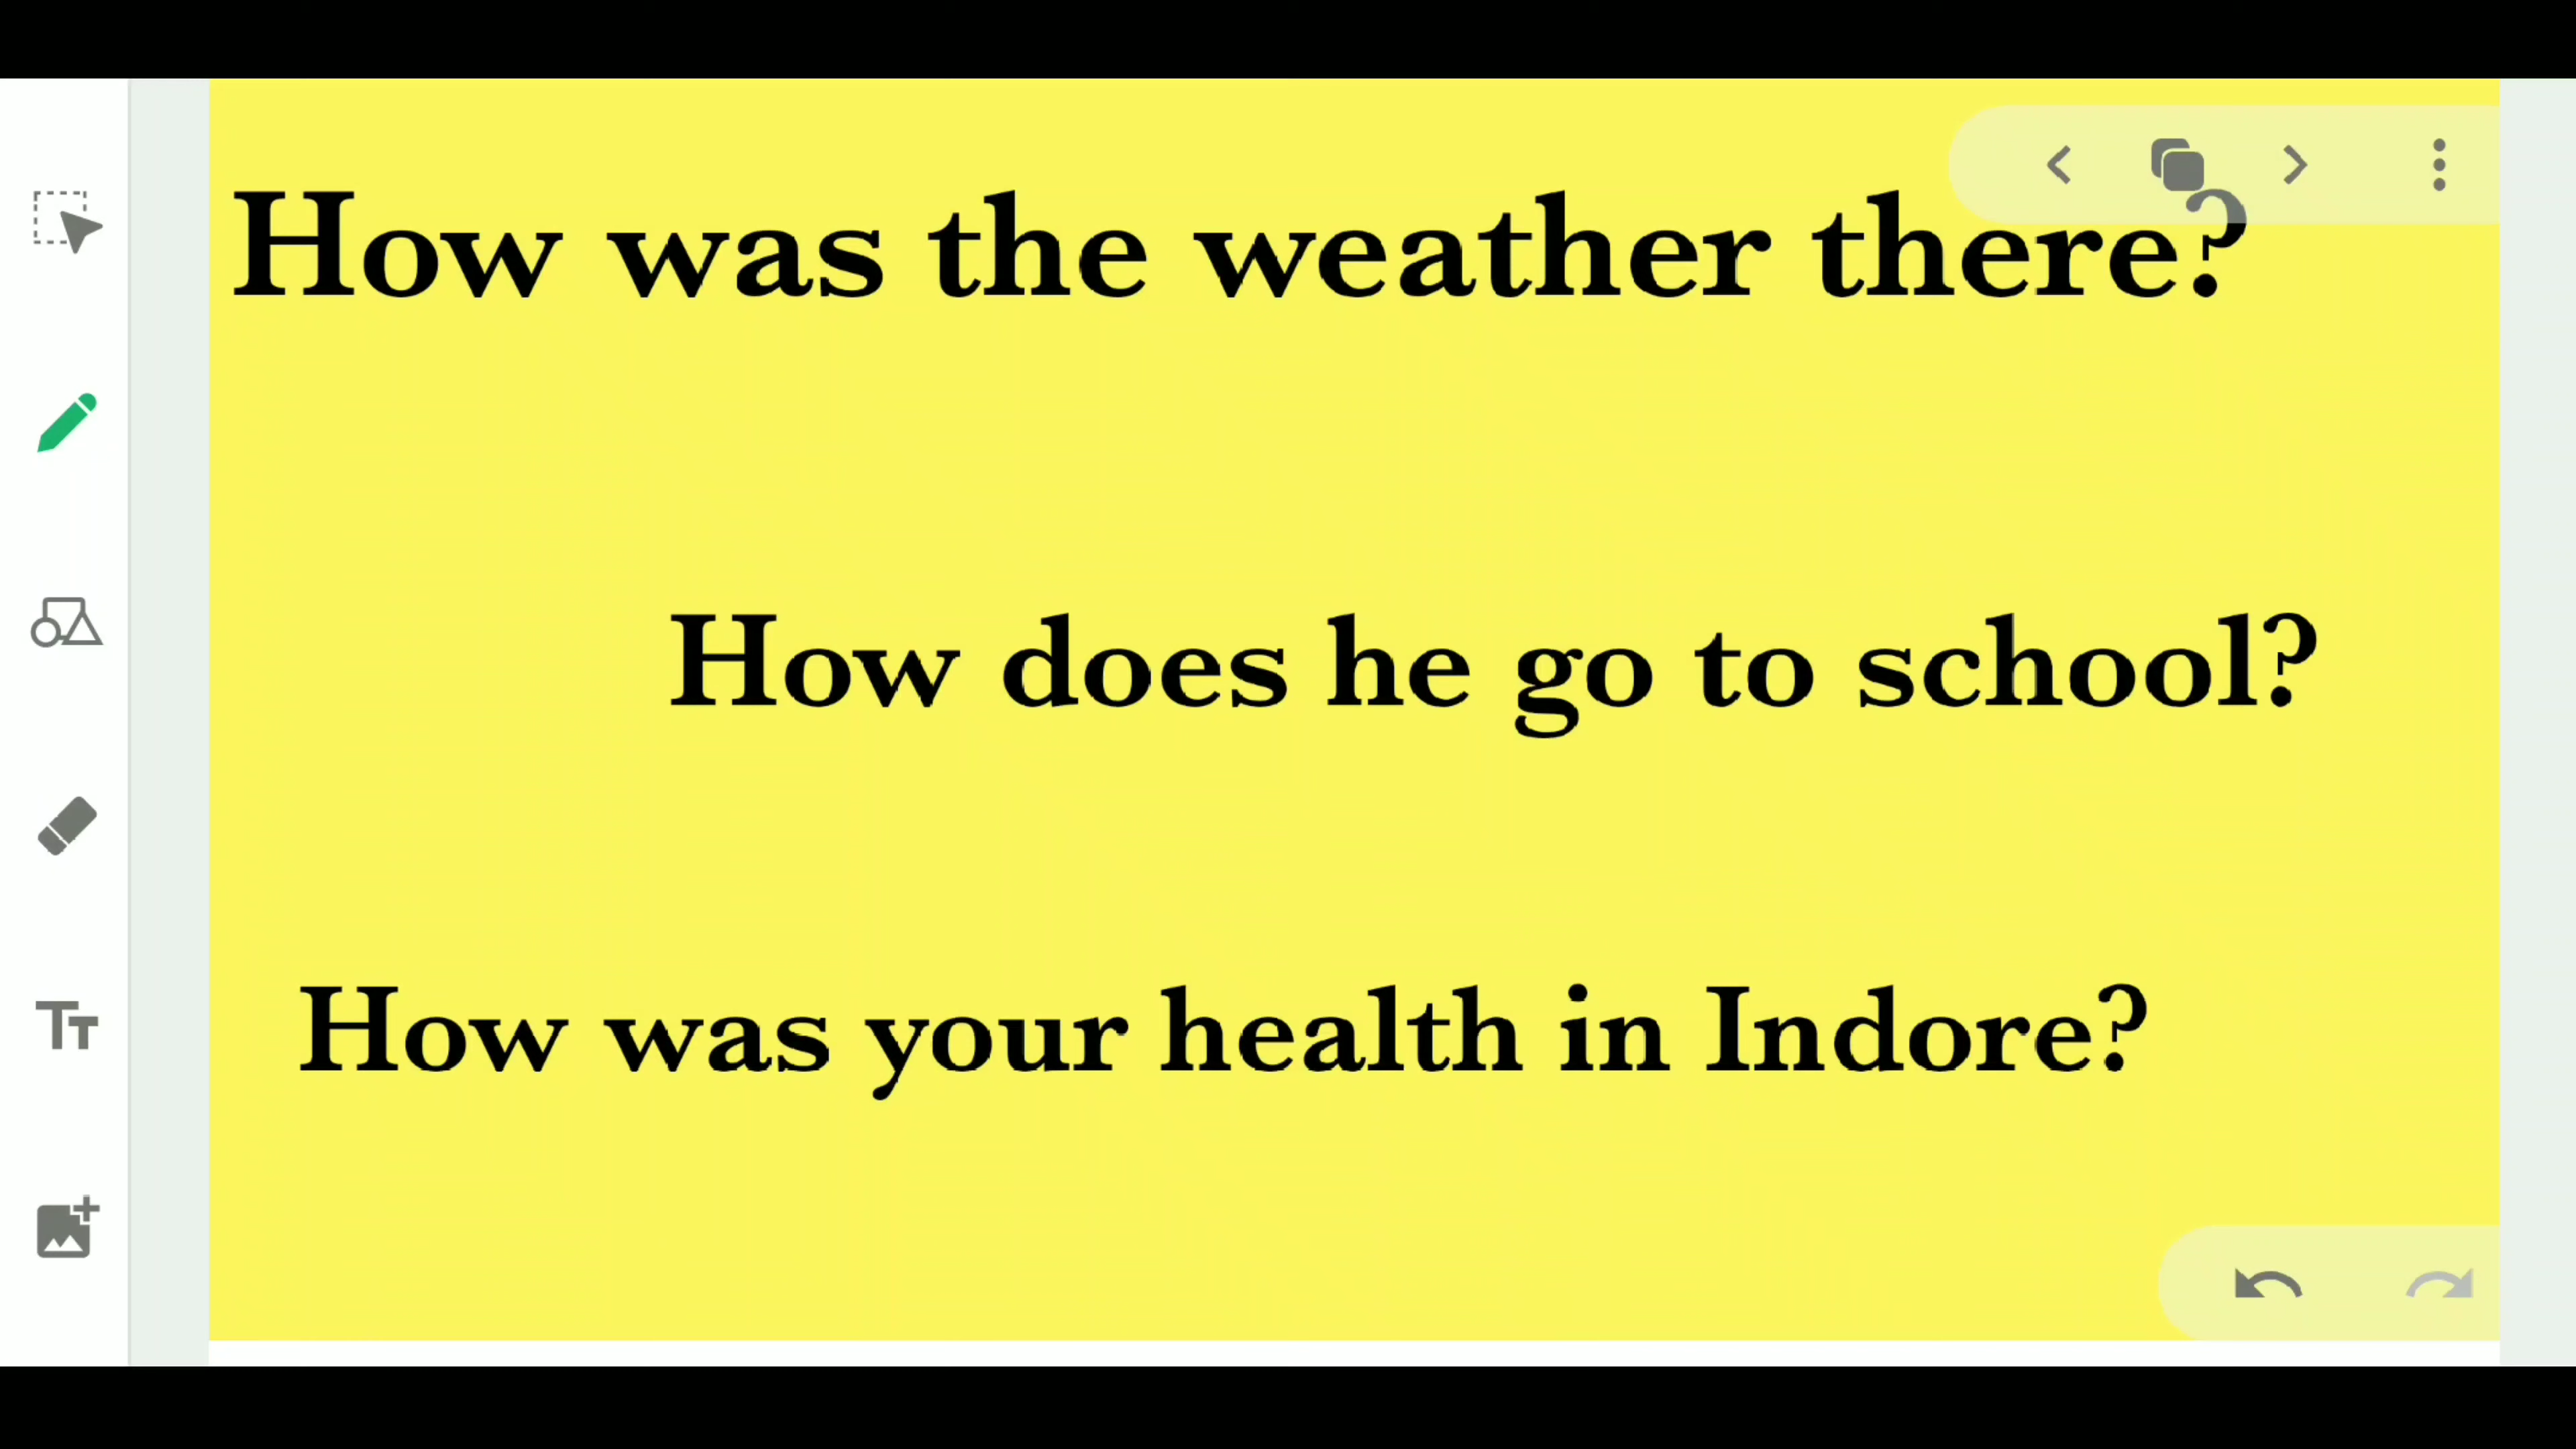 How was the weather there?
How does he go to school?
How was your health in Indore?